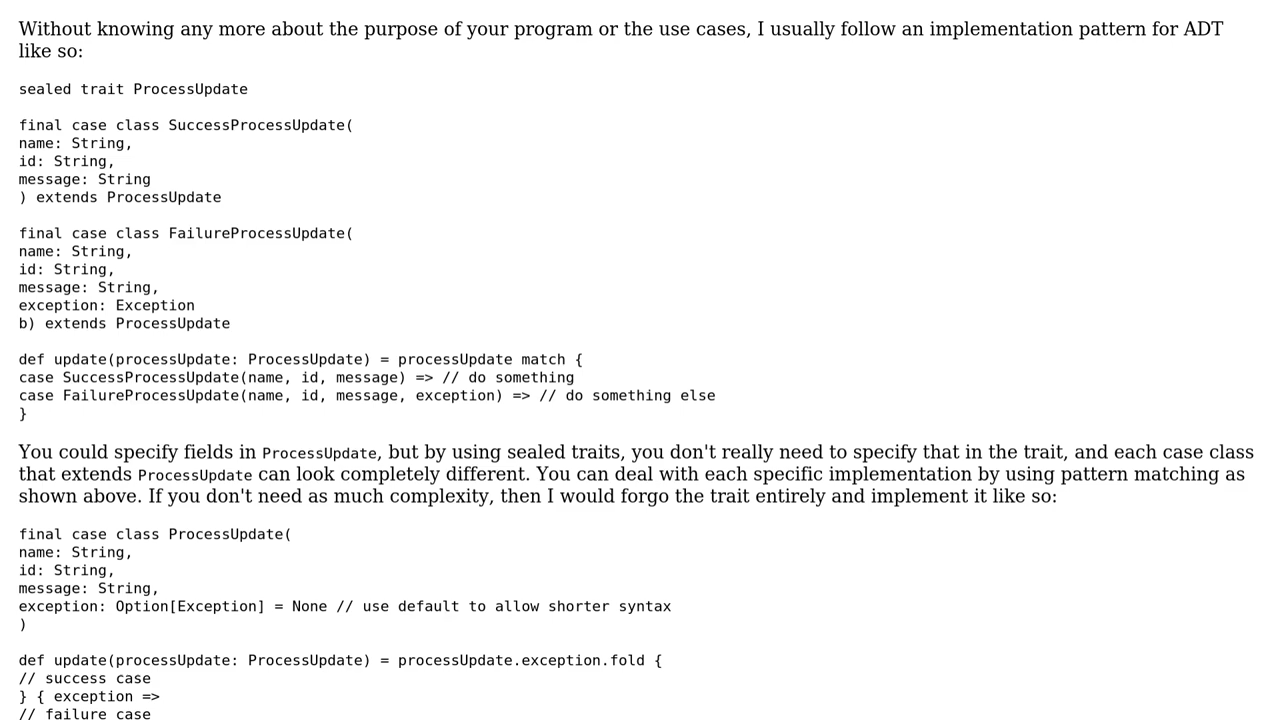 Without knowing any more about the purpose of your program or the use cases, I usually follow an implementation pattern for ADT
like so:
sealed trait ProcessUpdate
final case class SuccessProcessUpdate(
name: String,
id: String,
message: String
) extends ProcessUpdate
final case class FailureProcessUpdate(
name: String,
id: String,
message: String,
exception: Exception
b) extends ProcessUpdate
def update(processUpdate: ProcessUpdate) = processUpdate match {
case SuccessProcessUpdate(name, id, message) => // do something
case FailureProcessUpdate(name, id, message, exception) => // do something else
}
You could specify fields in ProcessUpdate, but by using sealed traits, you don't really need to specify that in the trait, and each case class
that extends ProcessUpdate can look completely different. You can deal with each specific implementation by using pattern matching as
shown above. If you don't need as much complexity, then I would forgo the trait entirely and implement it like so:
final case class ProcessUpdate(
name: String,
id: String,
message: String,
exception: Option[Exception] = None // use default to allow shorter syntax
)
def update(processUpdate: ProcessUpdate) = processUpdate.exception.fold {
// success case
} { exception =>
// failure case